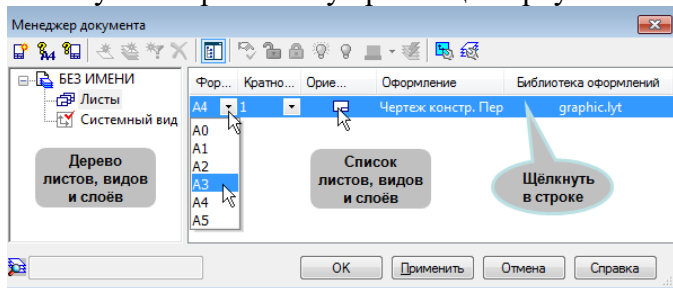 Менеджер документа
БЕЗ ИМЕНИ
Листы
Системный вид
Фор... Кратно... Орие... Оформление Библиотека оформлений
A4 1 Чертеж констр. Пер graphic.lyt
A0
A1
A2
A3
A4
A5
Дерево
листов, видов
и слоёв
Список
листов, видов
и слоёв
Щёлкнуть
в строке
OK Применить Отмена Справка